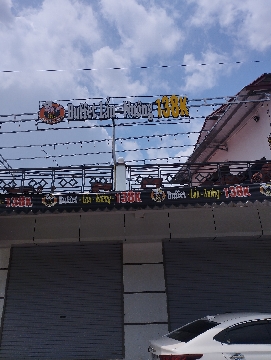 Buffet Lẩu - Nướng 139K
139K Buffet Lẩu - Nướng 139K Buffet Lẩu - Nướng 139K